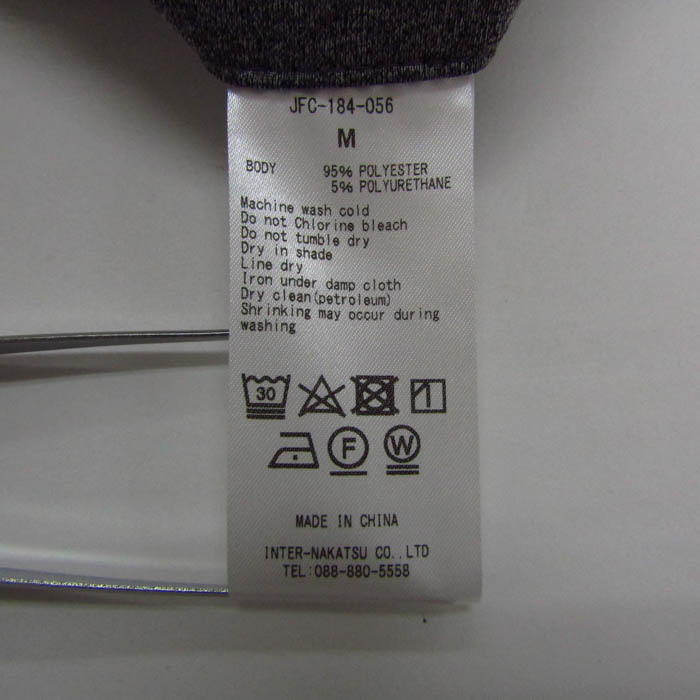 JFC-184-056
M
BODY 95% POLYESTER
5% POLYURETHANE
Machine wash cold
Do not Chlorine bleach
Do not tumble dry
Dry in shade
Line dry
Iron under damp cloth
Dry clean(petroleum)
Shrinking may occur during
washing
30
F W
MADE IN CHINA
INTER-NAKATSU CO.,LTD
TEL:088-880-5558